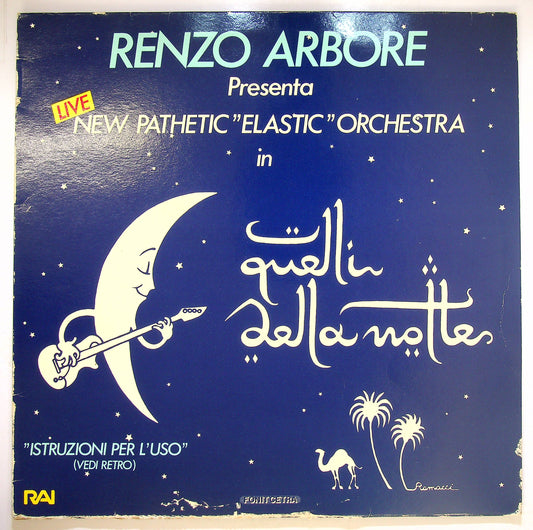 RENZO ARBORE
Presenta
LIVE
NEW PATHETIC "ELASTIC" ORCHESTRA
in
quelli
della notte
"ISTRUZIONI PER L'USO"
(VEDI RETRO)
RAI
FONIT CETRA
Remacci